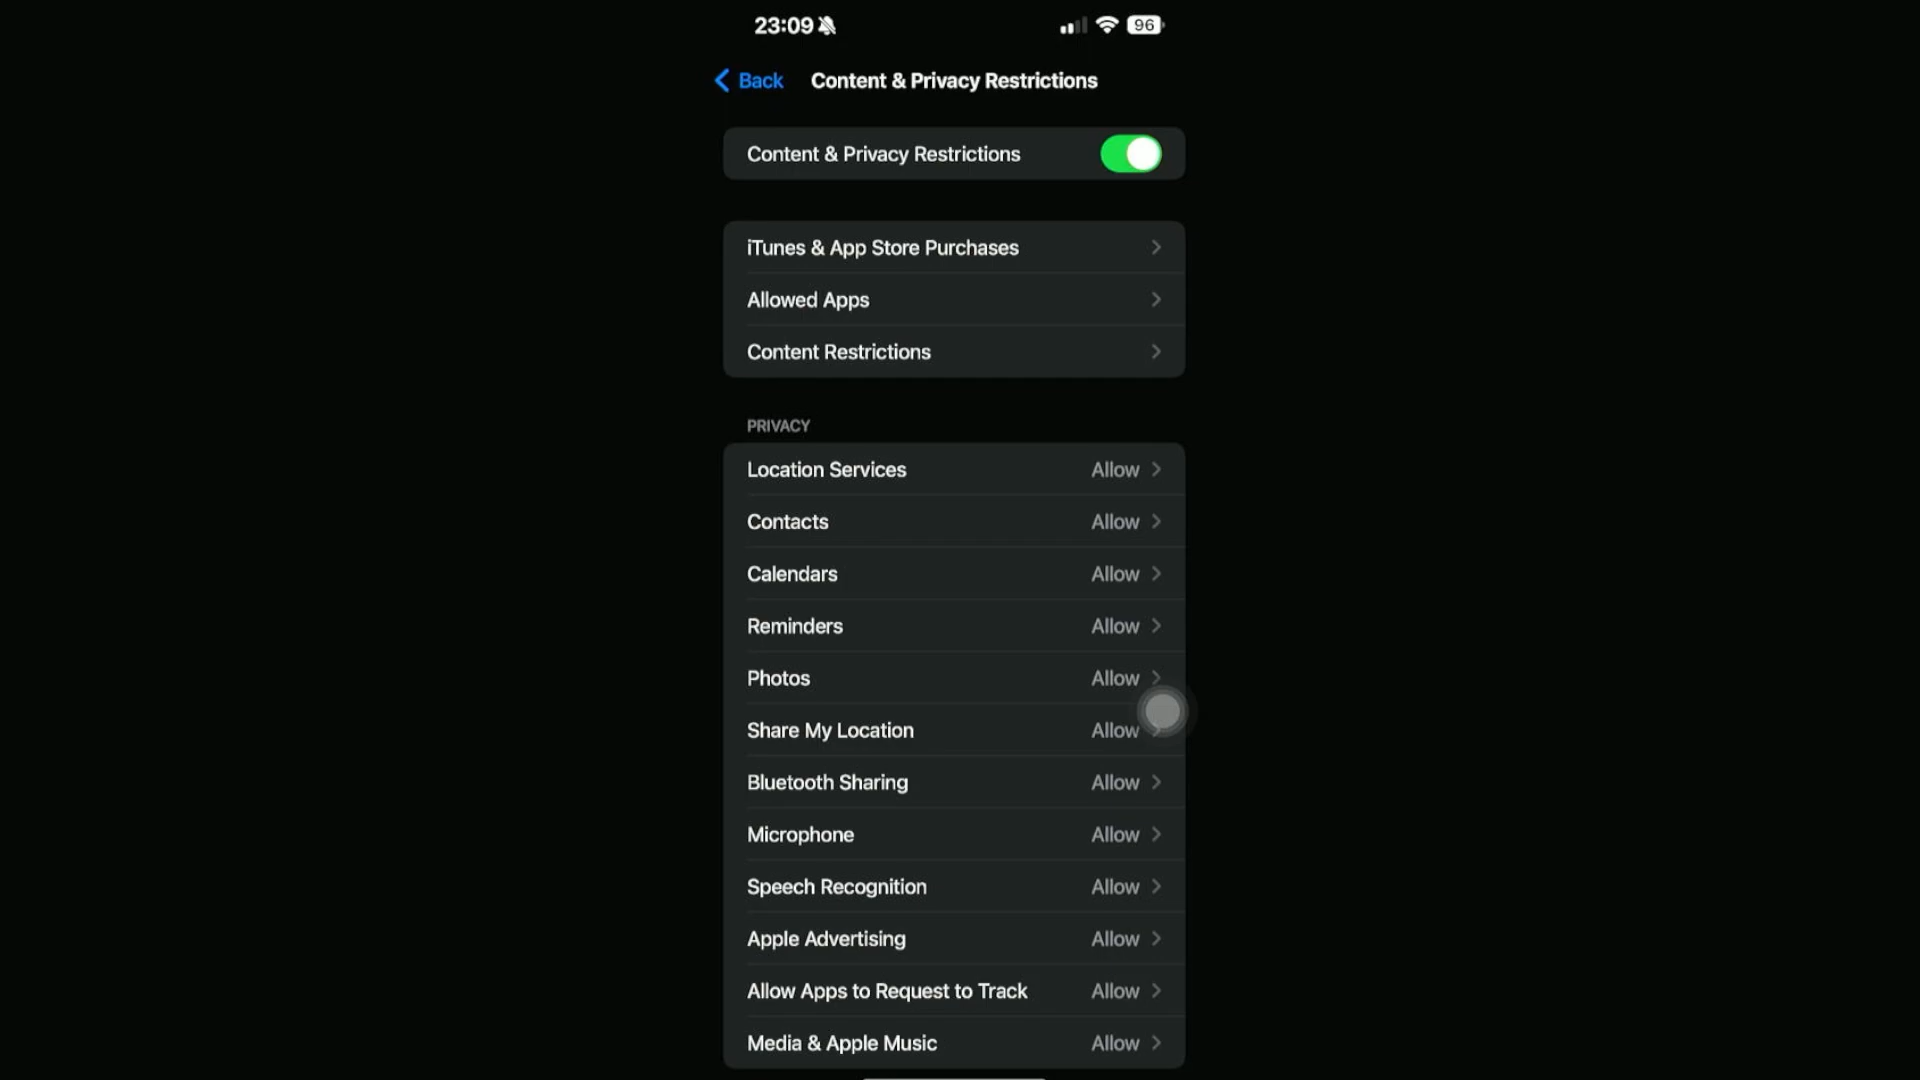 23:09
96
Back
Content & Privacy Restrictions
Content & Privacy Restrictions
iTunes & App Store Purchases
Allowed Apps
Content Restrictions
PRIVACY
Location Services Allow
Contacts Allow
Calendars Allow
Reminders Allow
Photos Allow
Share My Location Allow
Bluetooth Sharing Allow
Microphone Allow
Speech Recognition Allow
Apple Advertising Allow
Allow Apps to Request to Track Allow
Media & Apple Music Allow